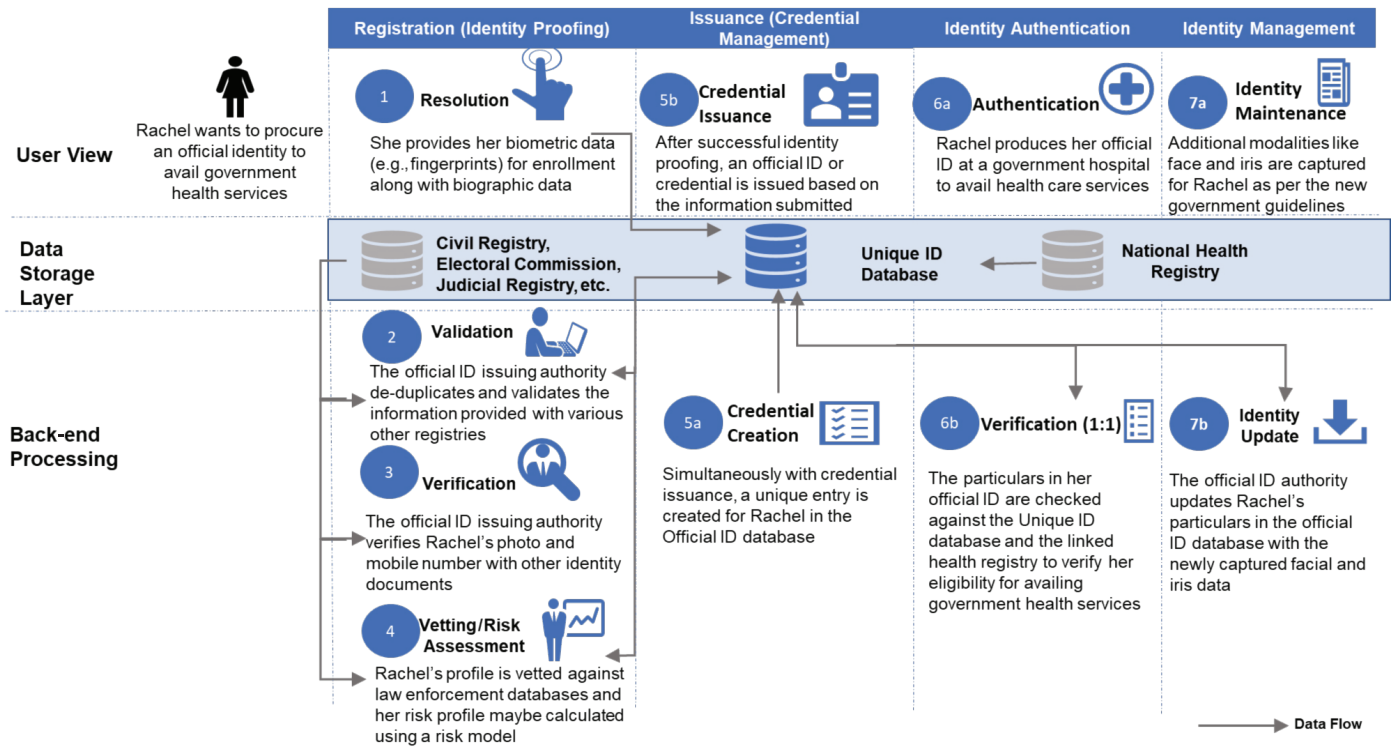 Registration (Identity Proofing)
Issuance (Credential
Management)
Identity Authentication
Identity Management
User View
Rachel wants to procure
an official identity to
avail government
health services
1
Resolution
She provides her biometric data
(e.g., fingerprints) for enrollment
along with biographic data
5b
Credential
Issuance
After successful identity
proofing, an official ID or
credential is issued based on
the information submitted
6a
Authentication
Rachel produces her official
ID at a government hospital
to avail health care services
7a
Identity
Maintenance
Additional modalities like
face and iris are captured
for Rachel as per the new
government guidelines
Data
Storage
Layer
Civil Registry,
Electoral Commission,
Judicial Registry, etc.
Unique ID
Database
National Health
Registry
Back-end
Processing
2
Validation
The official ID issuing authority
de-duplicates and validates the
information provided with various
other registries
3
Verification
The official ID issuing authority
verifies Rachel's photo and
mobile number with other identity
documents
4
Vetting/Risk
Assessment
Rachel's profile is vetted against
law enforcement databases and
her risk profile maybe calculated
using a risk model
5a
Credential
Creation
Simultaneously with credential
issuance, a unique entry is
created for Rachel in the
Official ID database
6b
Verification (1:1)
The particulars in her
official ID are checked
against the Unique ID
database and the linked
health registry to verify her
eligibility for availing
government health services
7b
Identity
Update
The official ID authority
updates Rachel's
particulars in the official
ID database with the
newly captured facial and
iris data
Data Flow